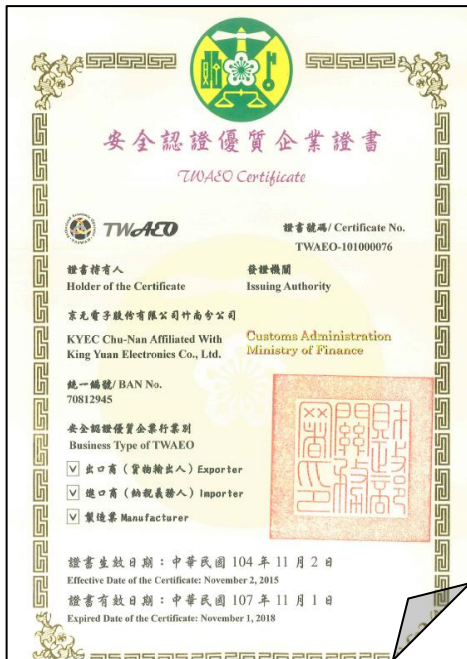 財
安全認證優質企業證書
TWAEO Certificate
TWAEO
證書號碼/ Certificate No.
TWAEO-101000076
證書持有人
Holder of the Certificate
發證機關
Issuing Authority
京元電子股份有限公司竹南分公司
KYEC Chu-Nan Affiliated With
King Yuan Electronics Co., Ltd.
Customs Administration
Ministry of Finance
統一編號/ BAN No.
70812945
安全認證優質企業行業別
Business Type of TWAEO
出口商（貨物輸出人）Exporter
進口商（納稅義務人）Importer
製造業 Manufacturer
財政部
關務
署印
證書生效日期：中華民國 104 年 11 月 2 日
Effective Date of the Certificate: November 2, 2015
證書有效日期：中華民國 107 年 11 月 1 日
Expired Date of the Certificate: November 1, 2018